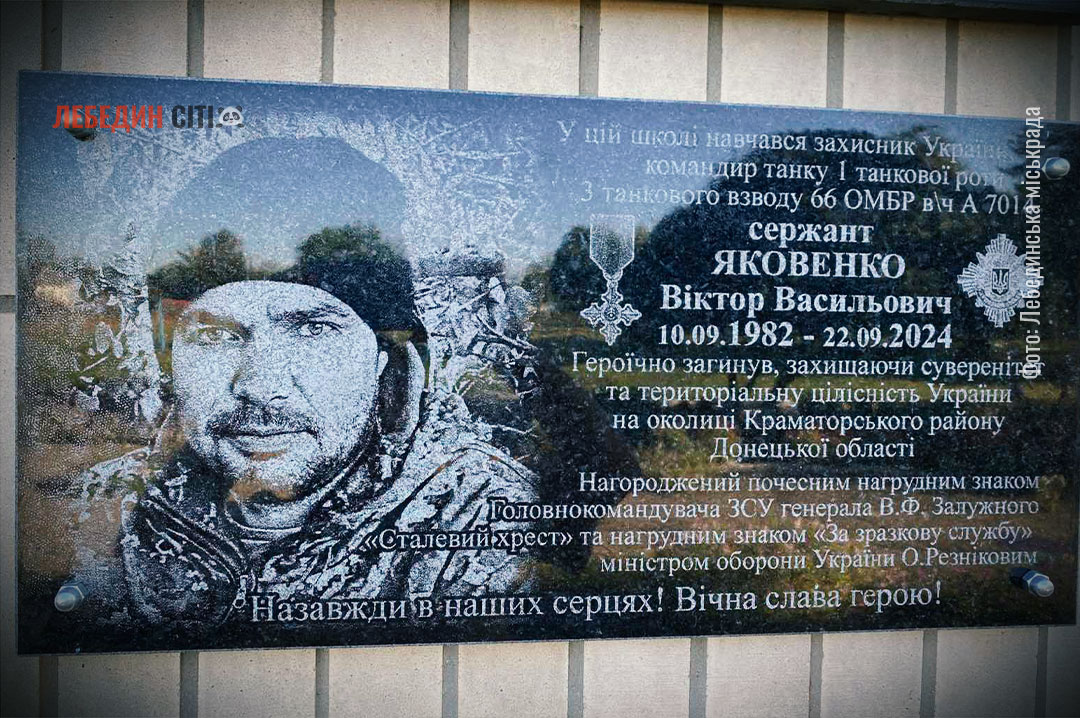 ЛЕБЕДИН CITI
У цій школі навчався захисник України
командир танку 1 танкової роти
3 танкового взводу 66 ОМБР в\ч А 7014
сержант
ЯКОВЕНКО
Віктор Васильович
10.09.1982 - 22.09.2024
Героїчно загинув, захищаючи суверенітет
та територіальну цілісність України
на околиці Краматорського району
Донецької області
Нагороджений почесним нагрудним знаком
Головнокомандувача ЗСУ генерала В.Ф. Залужного
«Сталевий хрест» та нагрудним знаком «За зразкову службу»
міністром оборони України О.Резніковим
Назавжди в наших серцях! Вічна слава герою!
Фото: Лебединська міськрада